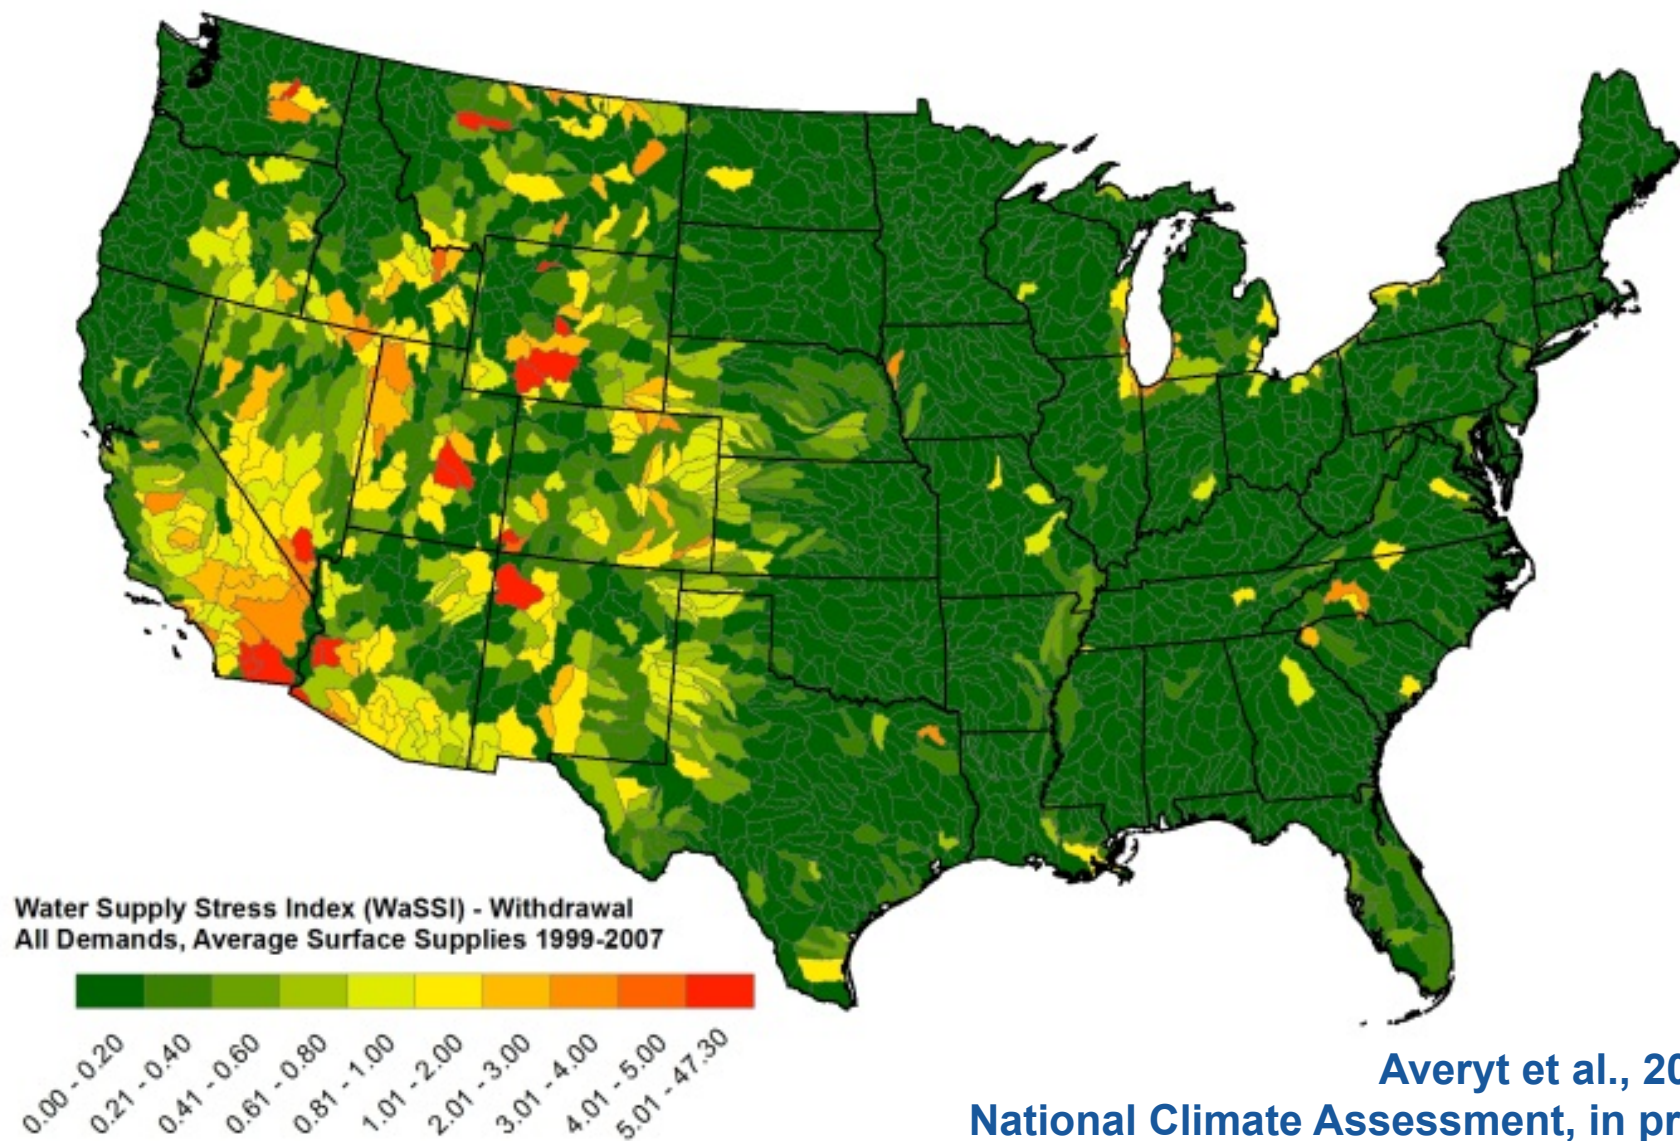 Water Supply Stress Index (WaSSI) - Withdrawal
All Demands, Average Surface Supplies 1999-2007
0.00 - 0.20
0.21 - 0.40
0.41 - 0.60
0.61 - 0.80
0.81 - 1.00
1.01 - 2.00
2.01 - 3.00
3.01 - 4.00
4.01 - 5.00
5.01 - 47.30
Averyt et al., 20
National Climate Assessment, in pr